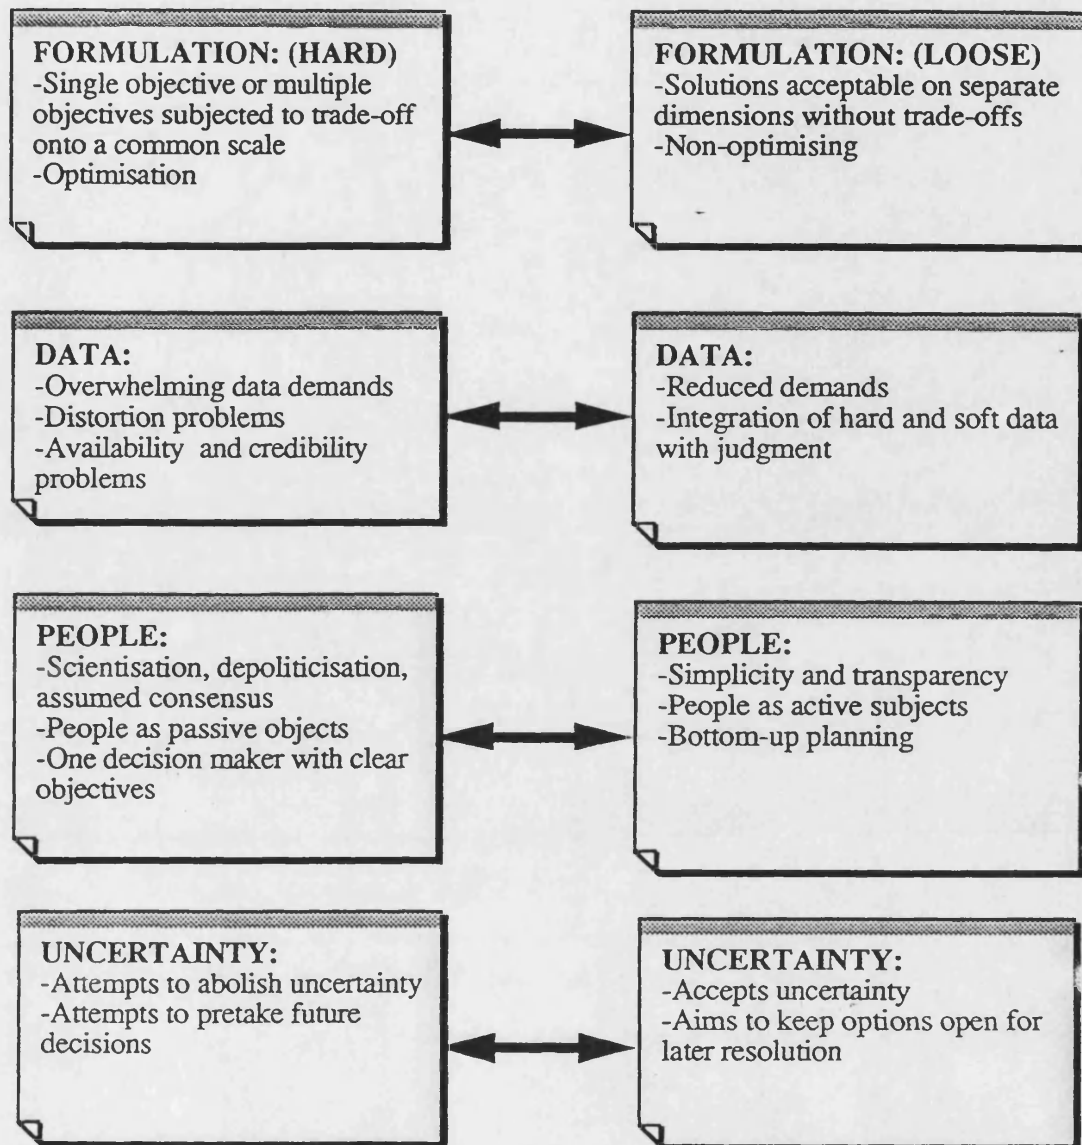 FORMULATION: (HARD)
-Single objective or multiple
objectives subjected to trade-off
onto a common scale
-Optimisation
FORMULATION: (LOOSE)
-Solutions acceptable on separate
dimensions without trade-offs
-Non-optimising
DATA:
-Overwhelming data demands
-Distortion problems
-Availability and credibility
problems
DATA:
-Reduced demands
-Integration of hard and soft data
with judgment
PEOPLE:
-Scientisation, depoliticisation,
assumed consensus
-People as passive objects
-One decision maker with clear
objectives
PEOPLE:
-Simplicity and transparency
-People as active subjects
-Bottom-up planning
UNCERTAINTY:
-Attempts to abolish uncertainty
-Attempts to pretake future
decisions
UNCERTAINTY:
-Accepts uncertainty
-Aims to keep options open for
later resolution